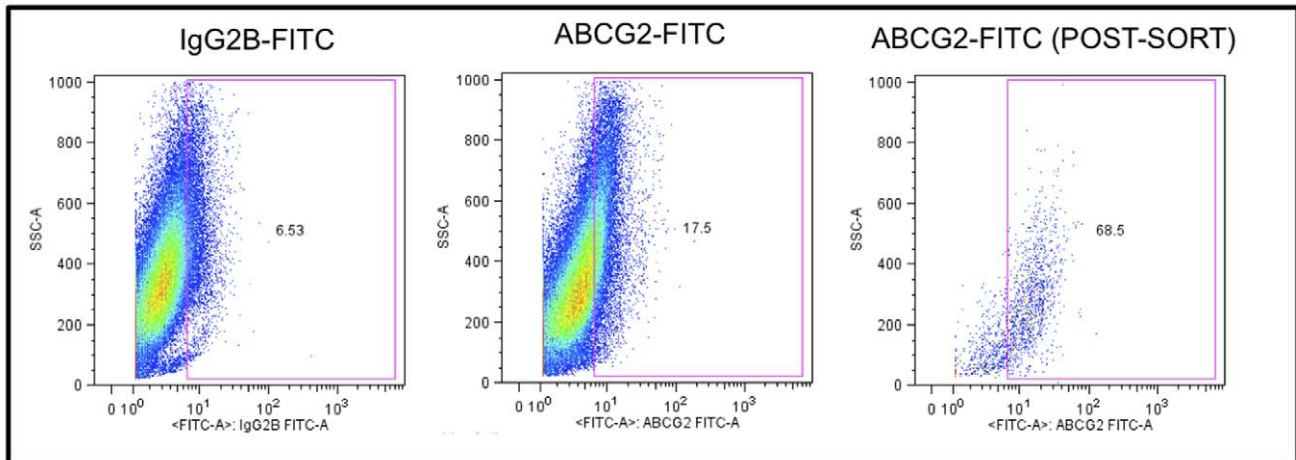 IgG2B-FITC
1000
800
600
400
200
0
SSC-A
6.53
0 10^0 10^1 10^2 10^3
<FITC-A>: IgG2B FITC-A
ABCG2-FITC
1000
800
600
400
200
0
SSC-A
17.5
0 10^0 10^1 10^2 10^3
<FITC-A>: ABCG2 FITC-A
ABCG2-FITC (POST-SORT)
1000
800
600
400
200
0
SSC-A
68.5
0 10^0 10^1 10^2 10^3
<FITC-A>: ABCG2 FITC-A